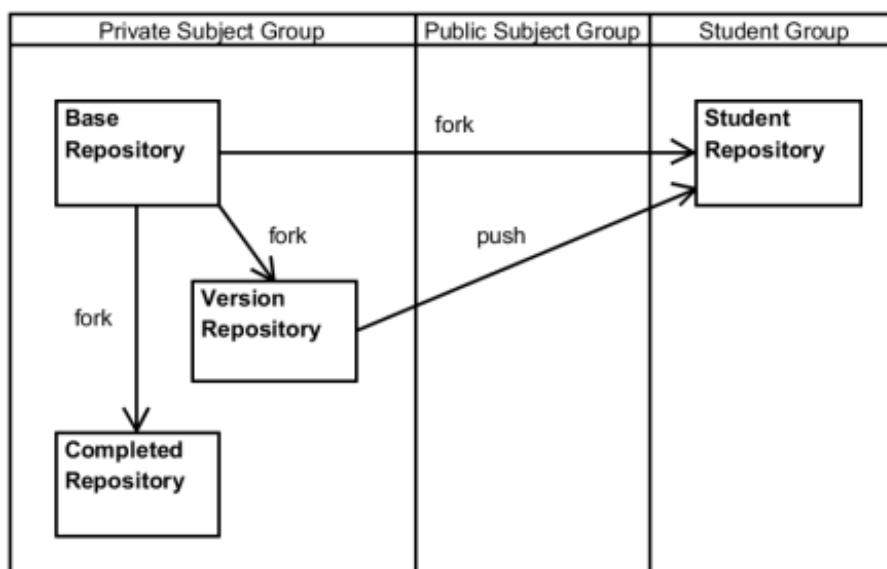 Private Subject Group
Public Subject Group
Student Group
Base
Repository
fork
Student
Repository
fork
push
Version
Repository
fork
Completed
Repository